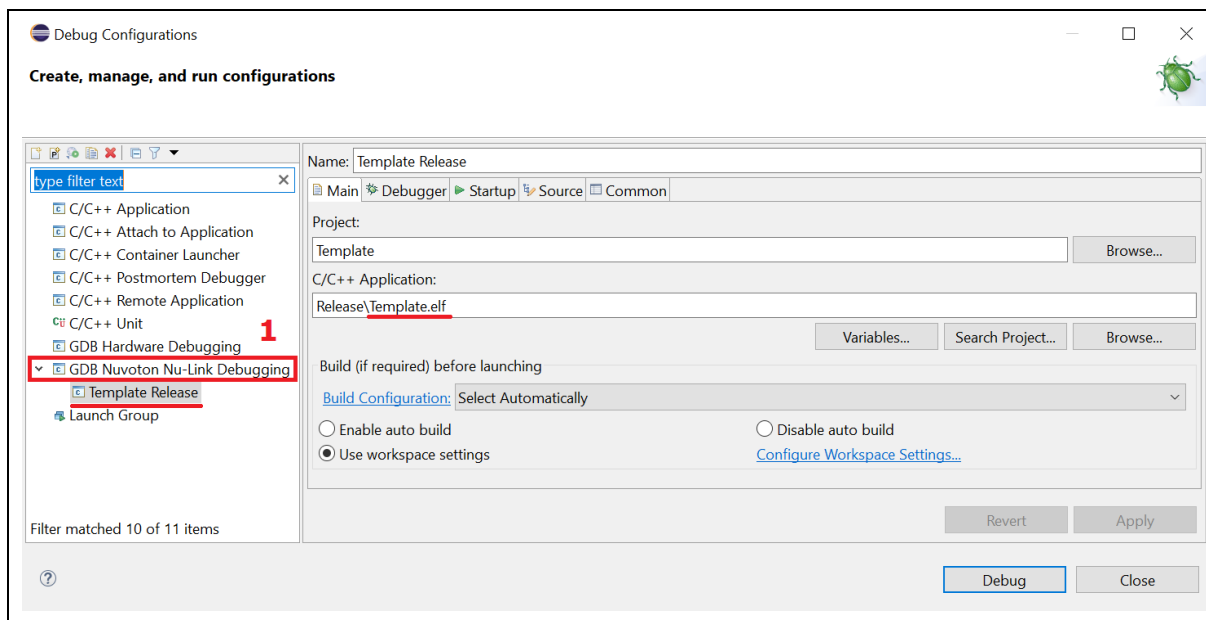 Debug Configurations
Create, manage, and run configurations
type filter text
C/C++ Application
C/C++ Attach to Application
C/C++ Container Launcher
C/C++ Postmortem Debugger
C/C++ Remote Application
C/C++ Unit
1
GDB Hardware Debugging
GDB Nuvoton Nu-Link Debugging
Template Release
Launch Group
Filter matched 10 of 11 items
Name: Template Release
Main Debugger Startup Source Common
Project:
Template Browse...
C/C++ Application:
Release\Template.elf
Variables... Search Project... Browse...
Build (if required) before launching
Build Configuration: Select Automatically
Enable auto build Disable auto build
Use workspace settings Configure Workspace Settings...
Revert Apply
Debug Close